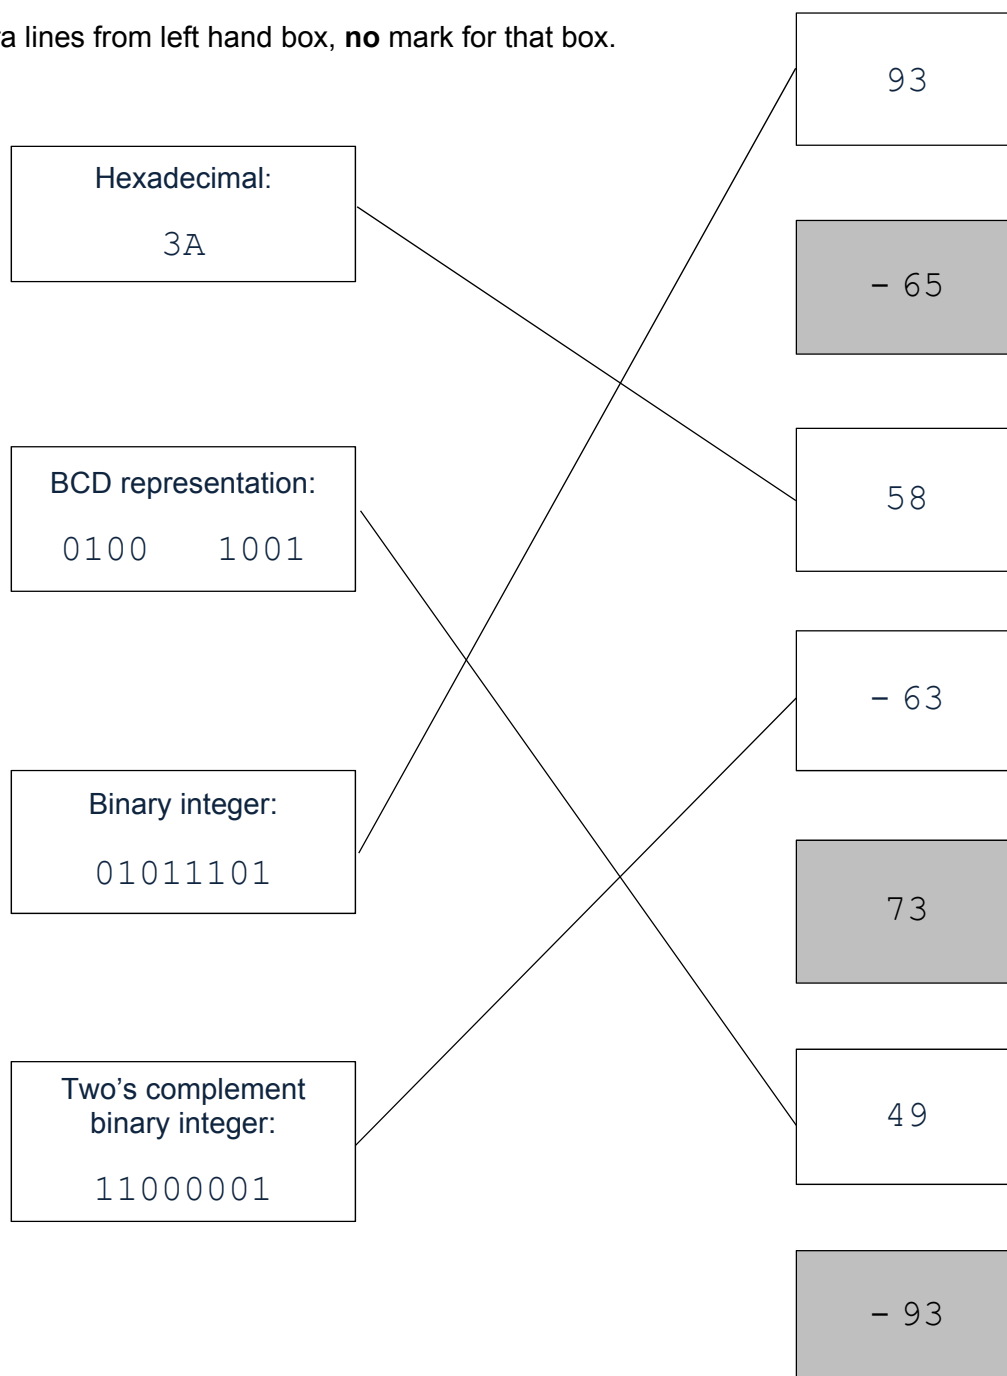 a lines from left hand box, no mark for that box.
93
Hexadecimal:
3A
- 65
BCD representation:
0100 1001
58
- 63
Binary integer:
01011101
73
Two's complement
binary integer:
11000001
49
- 93